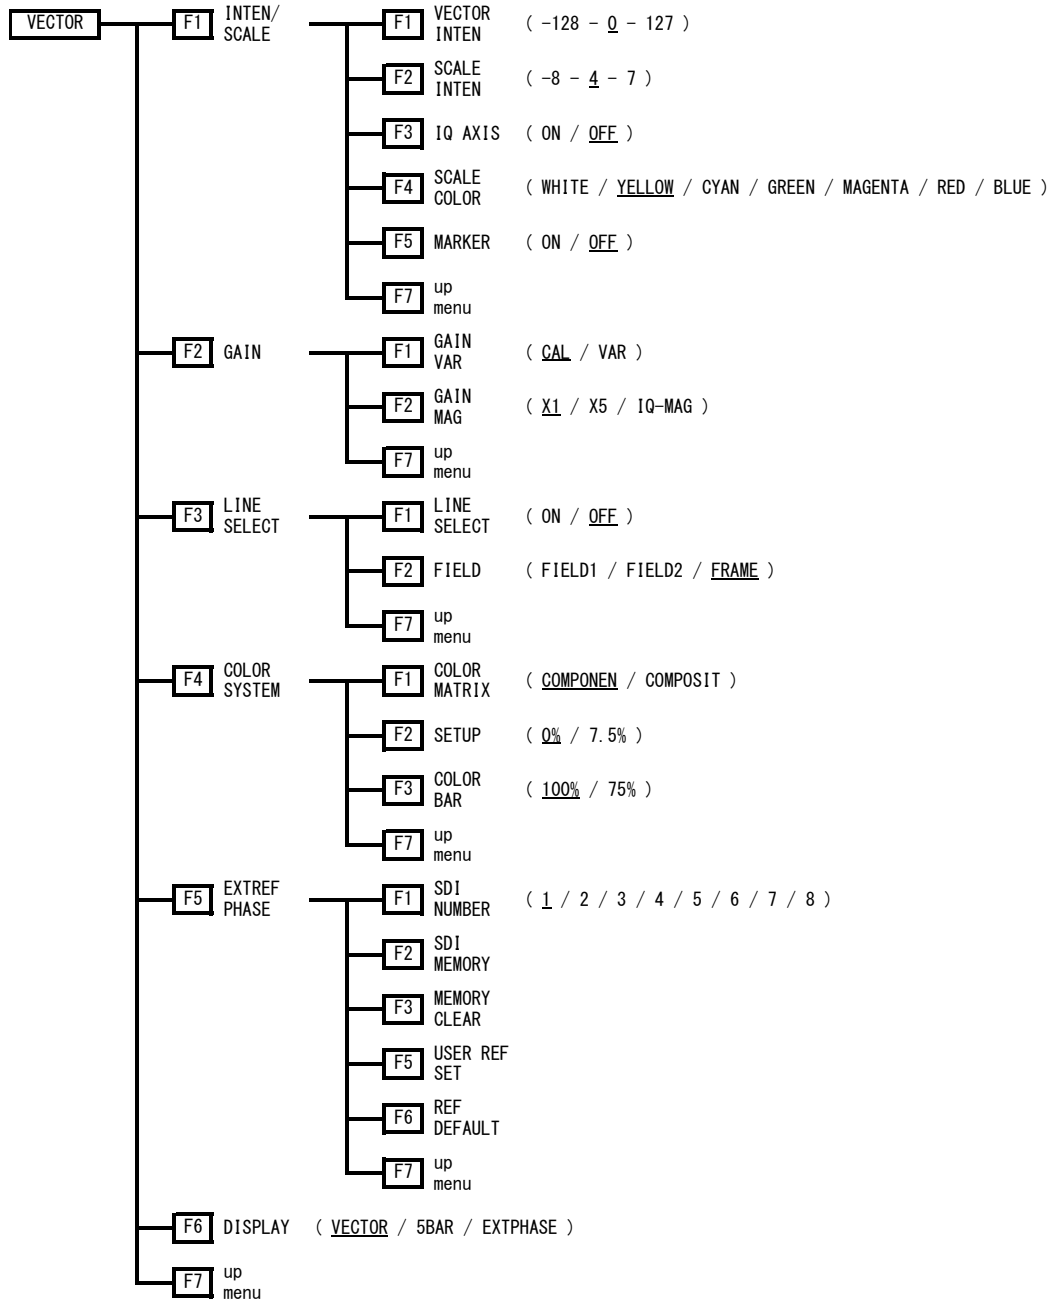 VECTOR F1 INTEN/ SCALE F1 VECTOR INTEN ( -128 - 0 - 127 )
F2 SCALE INTEN ( -8 - 4 - 7 )
F3 IQ AXIS ( ON / OFF )
F4 SCALE COLOR ( WHITE / YELLOW / CYAN / GREEN / MAGENTA / RED / BLUE )
F5 MARKER ( ON / OFF )
F7 up menu
F2 GAIN F1 GAIN VAR ( CAL / VAR )
F2 GAIN MAG ( X1 / X5 / IQ-MAG )
F7 up menu
F3 LINE SELECT F1 LINE SELECT ( ON / OFF )
F2 FIELD ( FIELD1 / FIELD2 / FRAME )
F7 up menu
F4 COLOR SYSTEM F1 COLOR MATRIX ( COMPONEN / COMPOSIT )
F2 SETUP ( 0% / 7.5% )
F3 COLOR BAR ( 100% / 75% )
F7 up menu
F5 EXTREF PHASE F1 SDI NUMBER ( 1 / 2 / 3 / 4 / 5 / 6 / 7 / 8 )
F2 SDI MEMORY
F3 MEMORY CLEAR
F5 USER REF SET
F6 REF DEFAULT
F7 up menu
F6 DISPLAY ( VECTOR / 5BAR / EXTPHASE )
F7 up menu